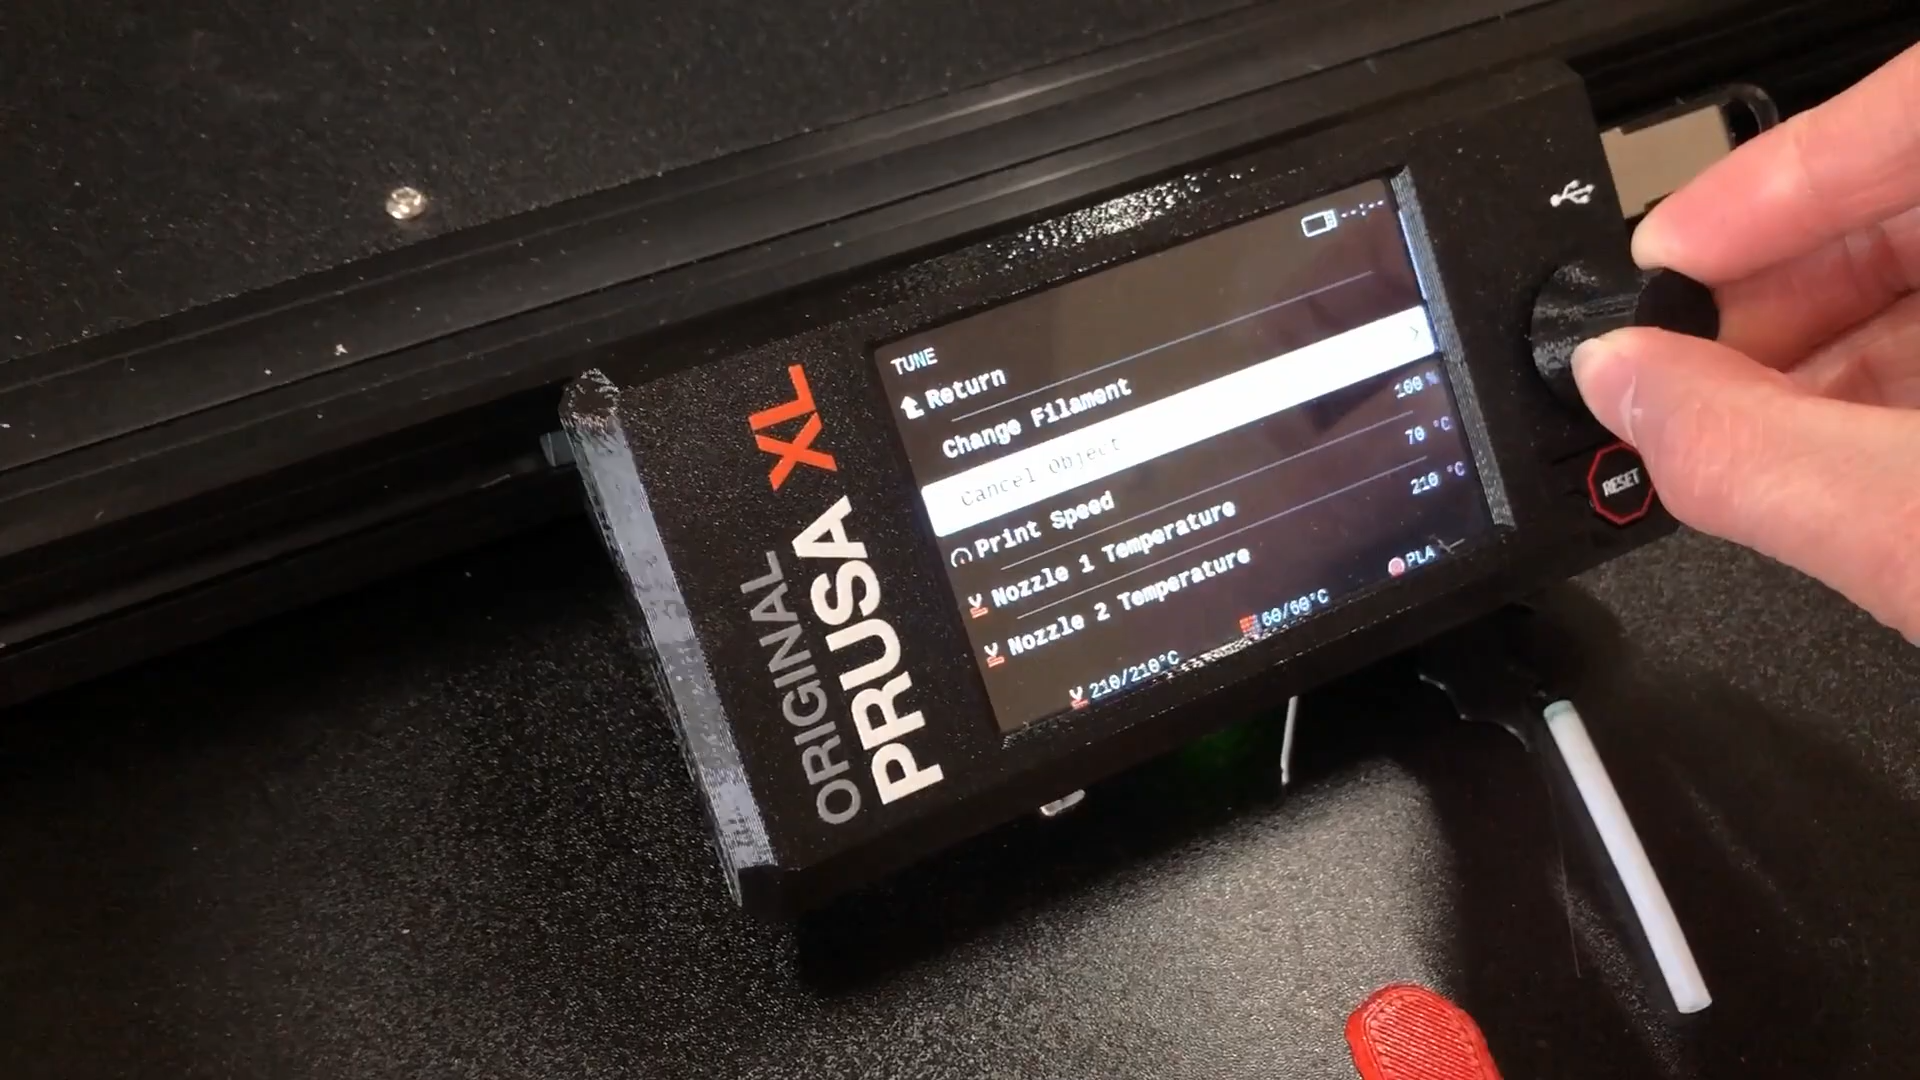 ORIGINAL
PRUSA XL
--:--
TUNE
Return
Change Filament
Cancel Object
Print Speed 100 %
Nozzle 1 Temperature 70 °C
Nozzle 2 Temperature 210 °C
210/210°C 60/60°C PLA
RESET